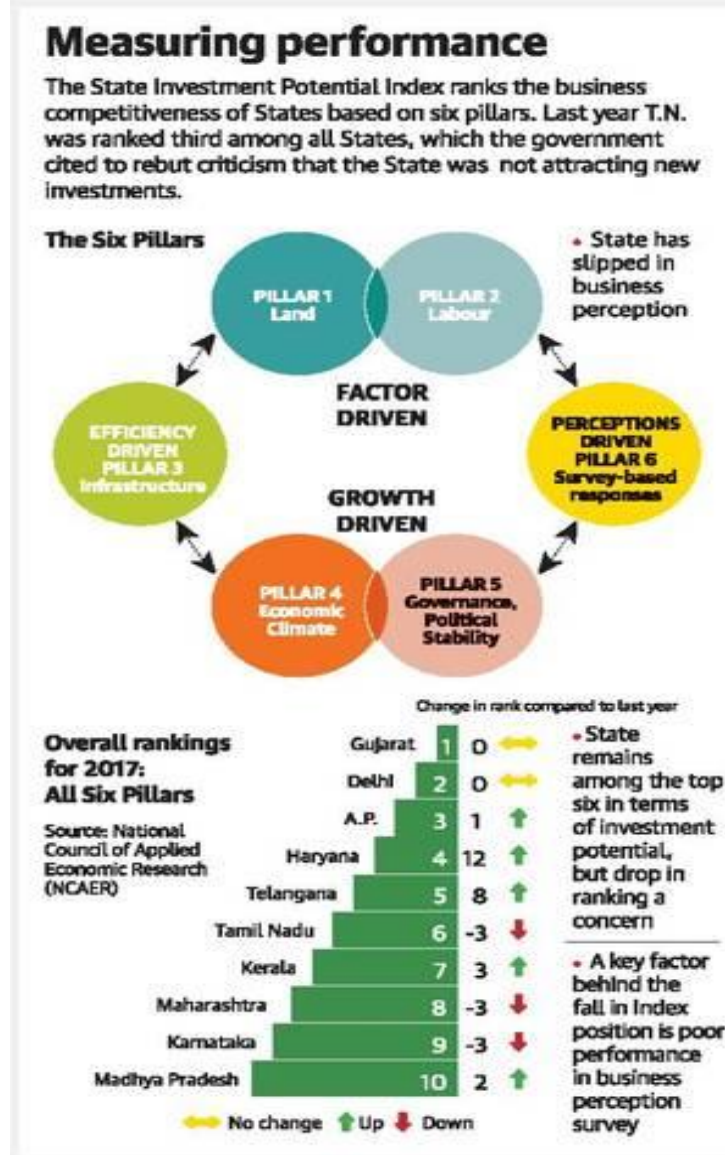 Measuring performance
The State Investment Potential Index ranks the business
competitiveness of States based on six pillars. Last year T.N.
was ranked third among all States, which the government
cited to rebut criticism that the State was not attracting new
investments.
The Six Pillars
• State has
slipped in
business
perception
PILLAR 1
Land
PILLAR 2
Labour
FACTOR
DRIVEN
EFFICIENCY
DRIVEN
PILLAR 3
Infrastructure
PERCEPTIONS
DRIVEN
PILLAR 6
Survey-based
responses
GROWTH
DRIVEN
PILLAR 4
Economic
Climate
PILLAR 5
Governance,
Political
Stability
Change in rank compared to last year
Overall rankings
for 2017:
All Six Pillars
Source: National
Council of Applied
Economic Research
(NCAER)
Gujarat 1 0
Delhi 2 0
A.P. 3 1
Haryana 4 12
Telangana 5 8
Tamil Nadu 6 -3
Kerala 7 3
Maharashtra 8 -3
Karnataka 9 -3
Madhya Pradesh 10 2
No change Up Down
• State
remains
among the top
six in terms
of investment
potential,
but drop in
ranking a
concern
• A key factor
behind the
fall in Index
position is poor
performance
in business
perception
survey